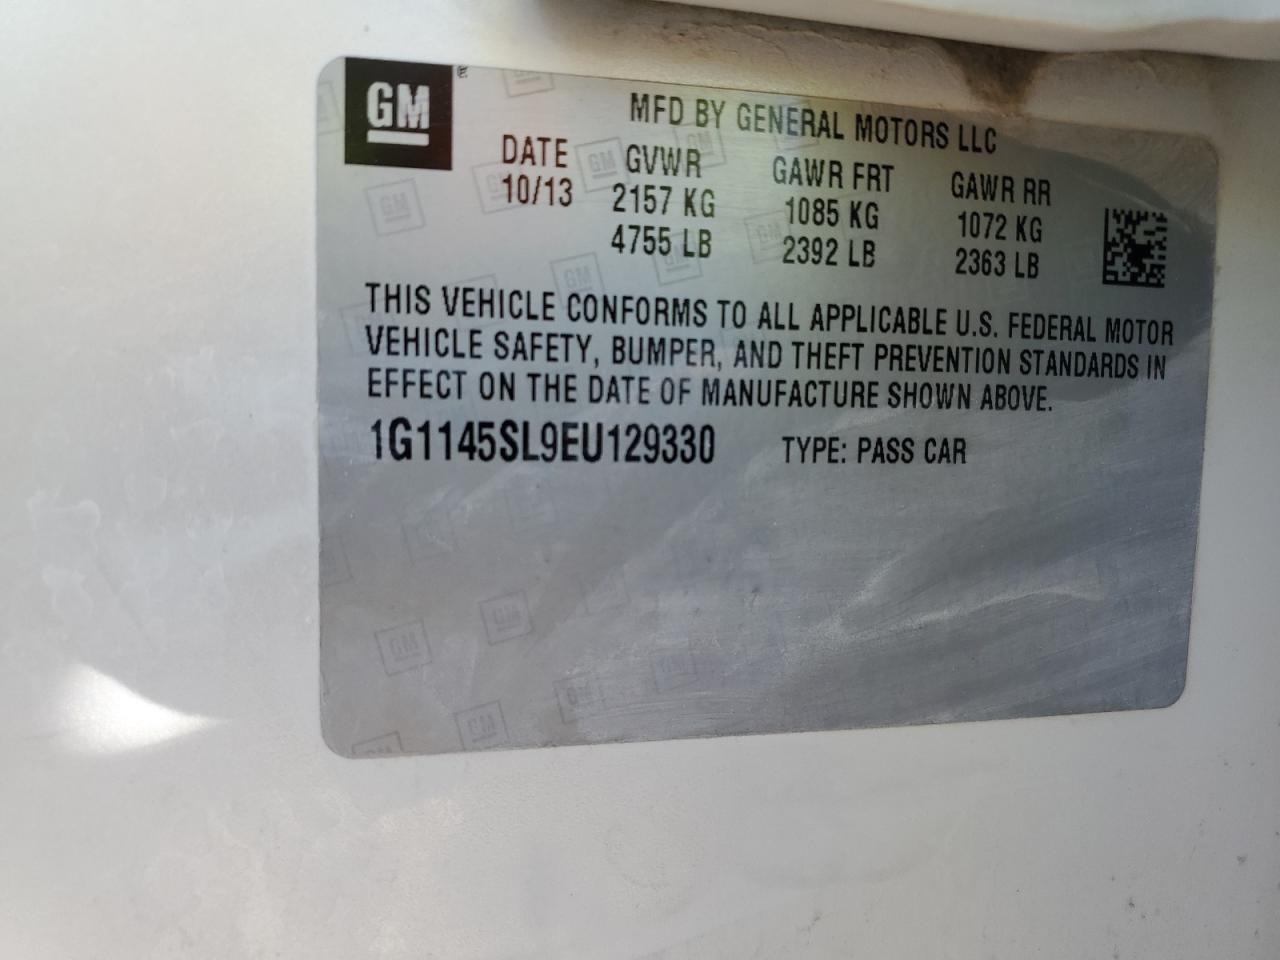 GM ®
MFD BY GENERAL MOTORS LLC
DATE GVWR GAWR FRT GAWR RR
10/13 2157 KG 1085 KG 1072 KG
4755 LB 2392 LB 2363 LB
THIS VEHICLE CONFORMS TO ALL APPLICABLE U.S. FEDERAL MOTOR
VEHICLE SAFETY, BUMPER, AND THEFT PREVENTION STANDARDS IN
EFFECT ON THE DATE OF MANUFACTURE SHOWN ABOVE.
1G1145SL9EU129330 TYPE: PASS CAR